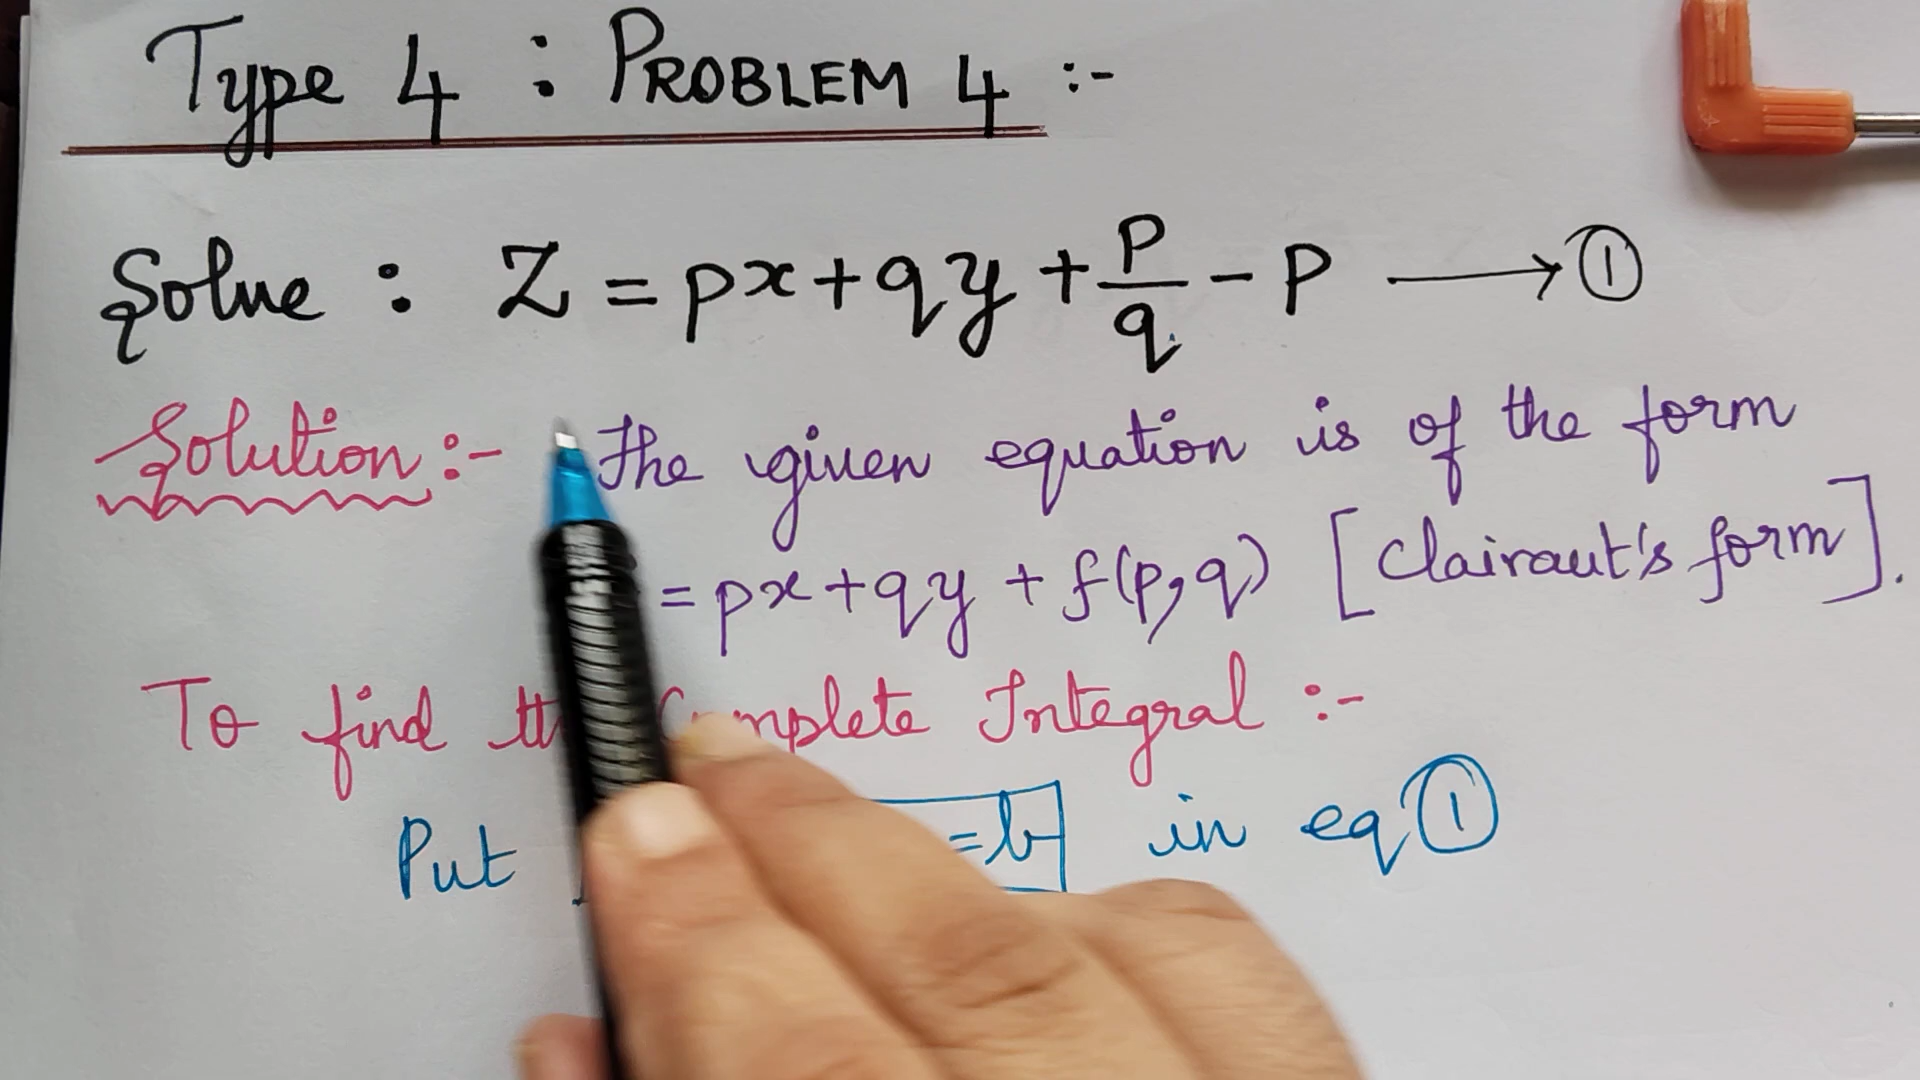 Type 4 : PROBLEM 4 :-
Solve : Z = px + qy + p/q - p → ①
Solution :- The given equation is of the form
= px + qy + f(p, q) [Clairaut's form].
To find Complete Integral :-
Put = b in eq ①